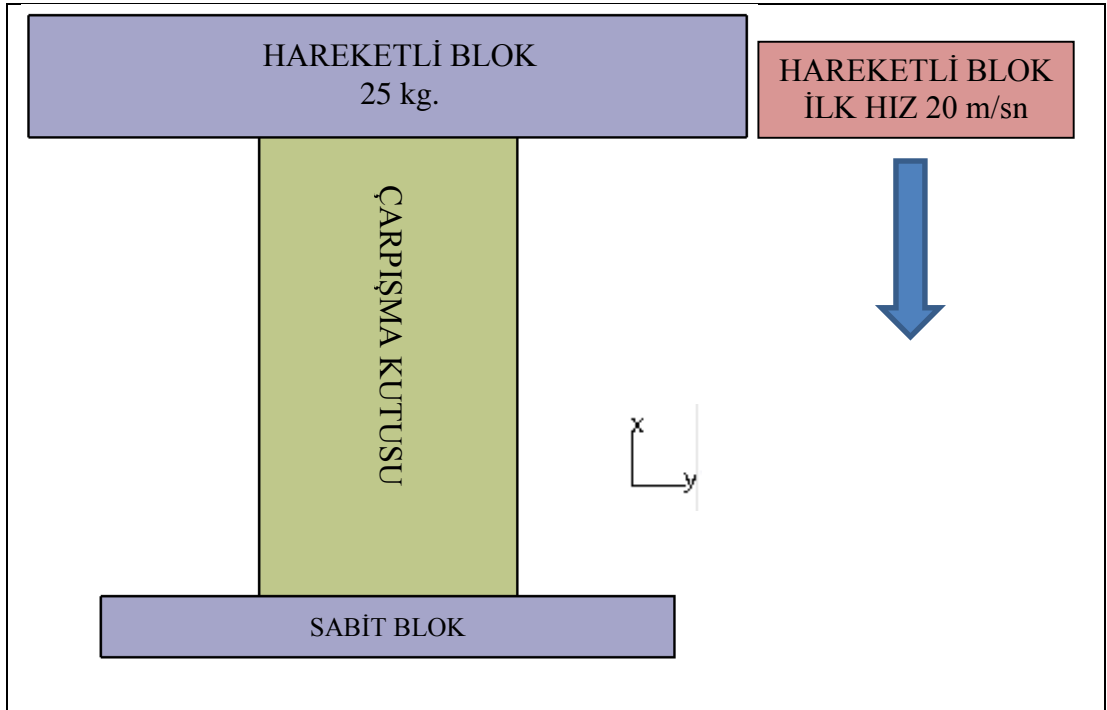 HAREKETLİ BLOK
25 kg.
HAREKETLİ BLOK
İLK HIZ 20 m/sn
ÇARPIŞMA KUTUSU
x
y
SABİT BLOK